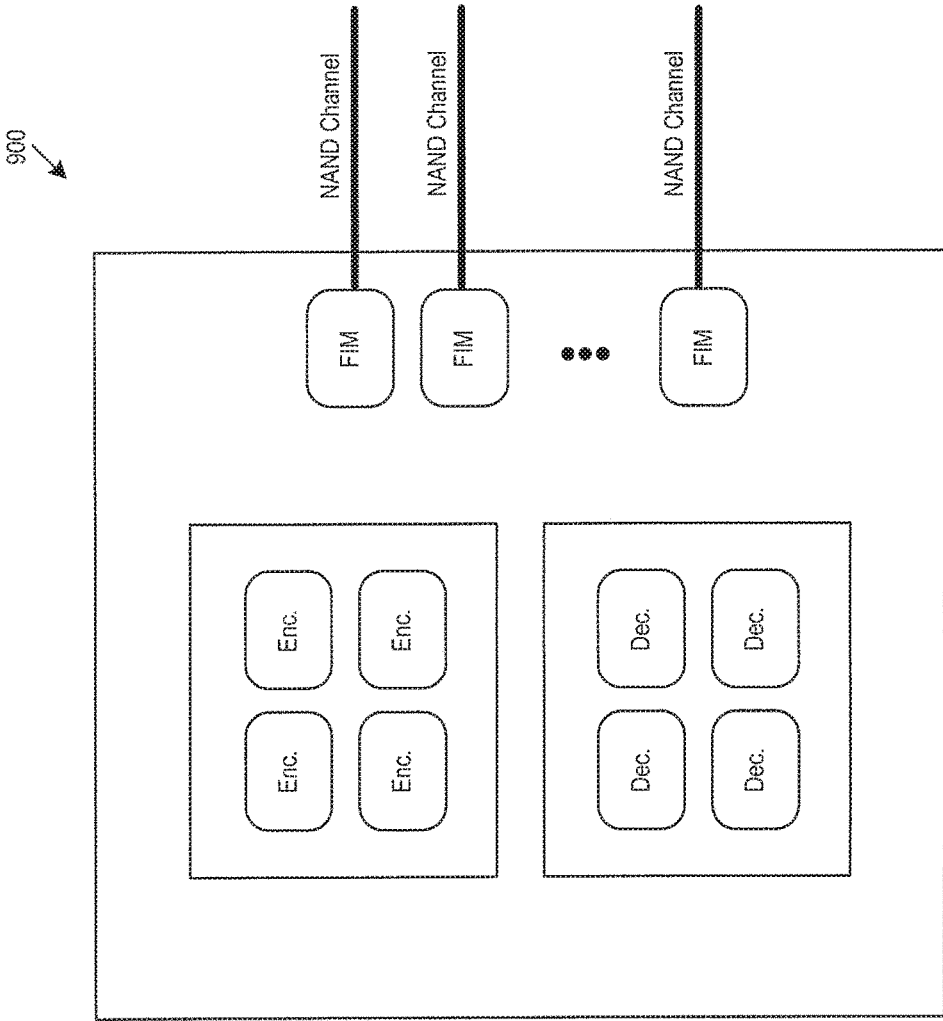 900
Enc.
Enc.
Enc.
Enc.
FIM
NAND Channel
FIM
NAND Channel
Dec.
Dec.
Dec.
Dec.
FIM
NAND Channel